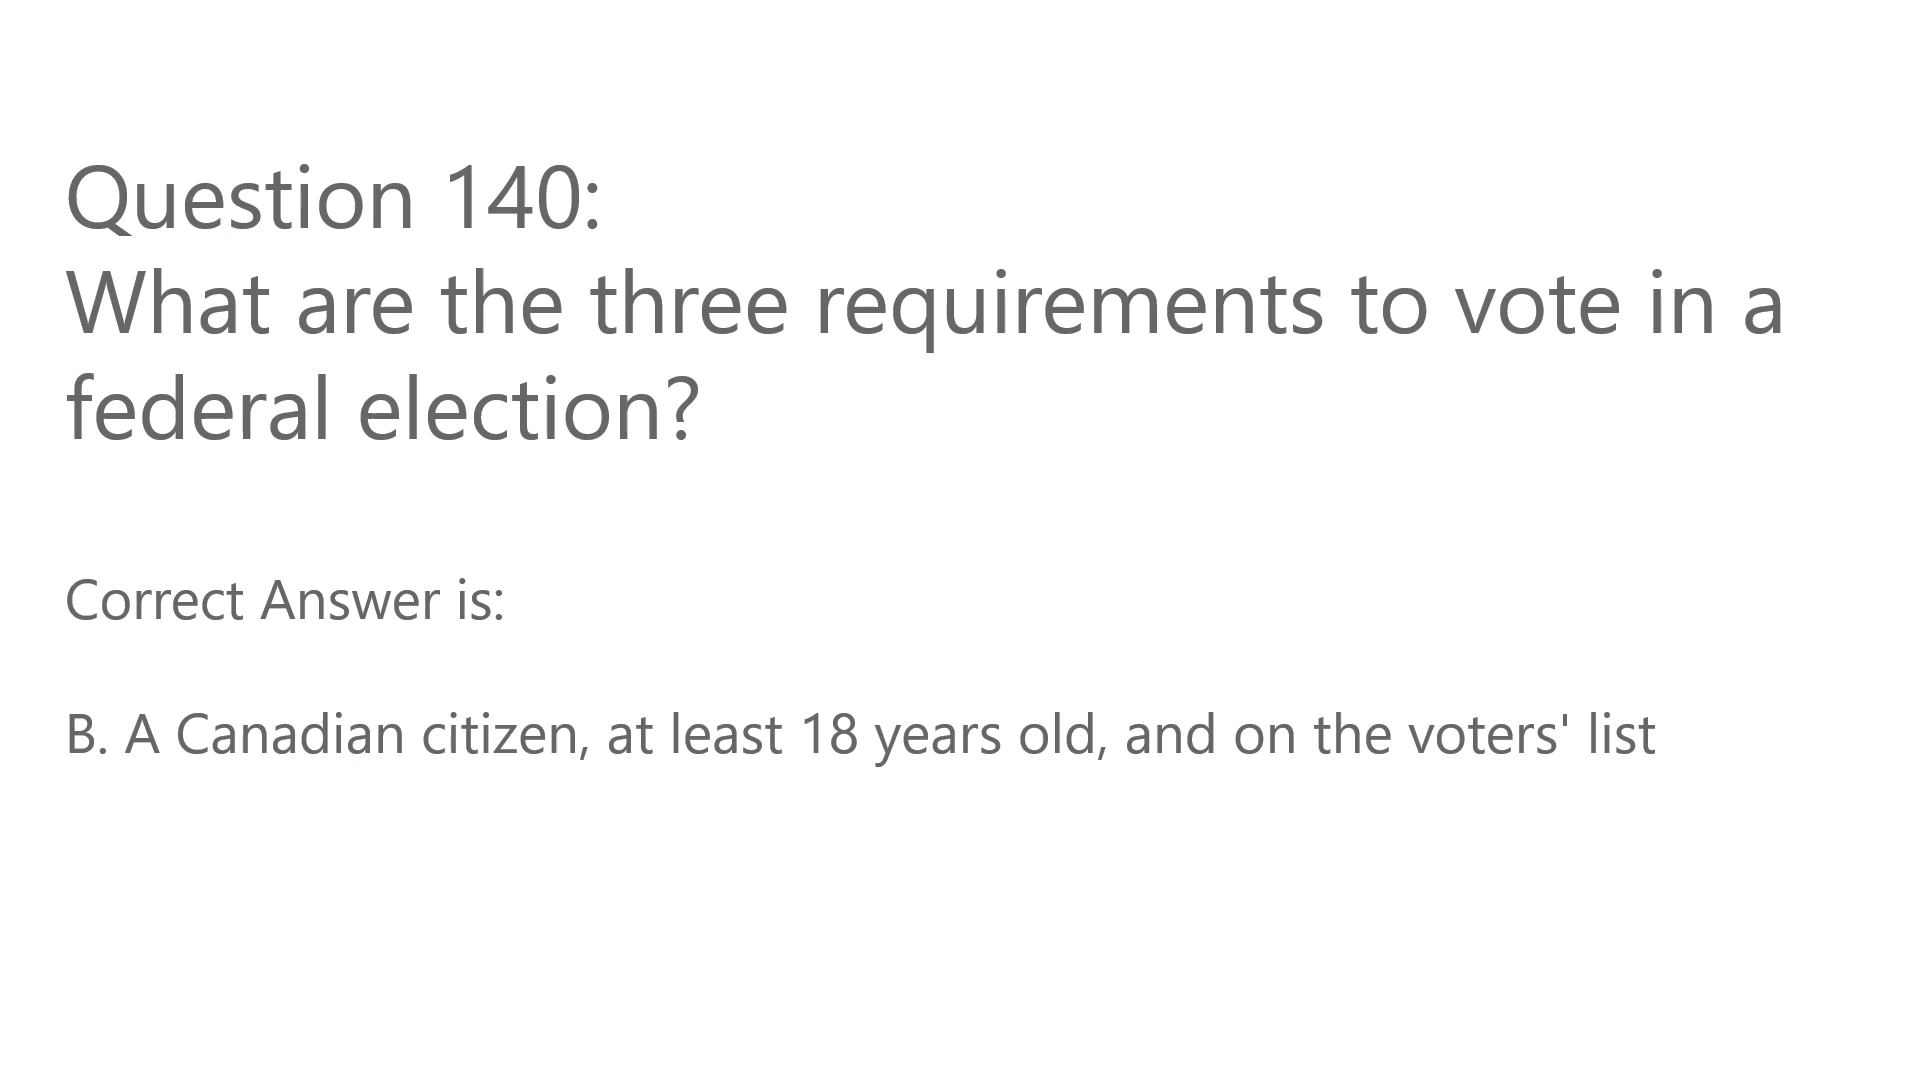 Question 140:
What are the three requirements to vote in a
federal election?
Correct Answer is:
B. A Canadian citizen, at least 18 years old, and on the voters' list